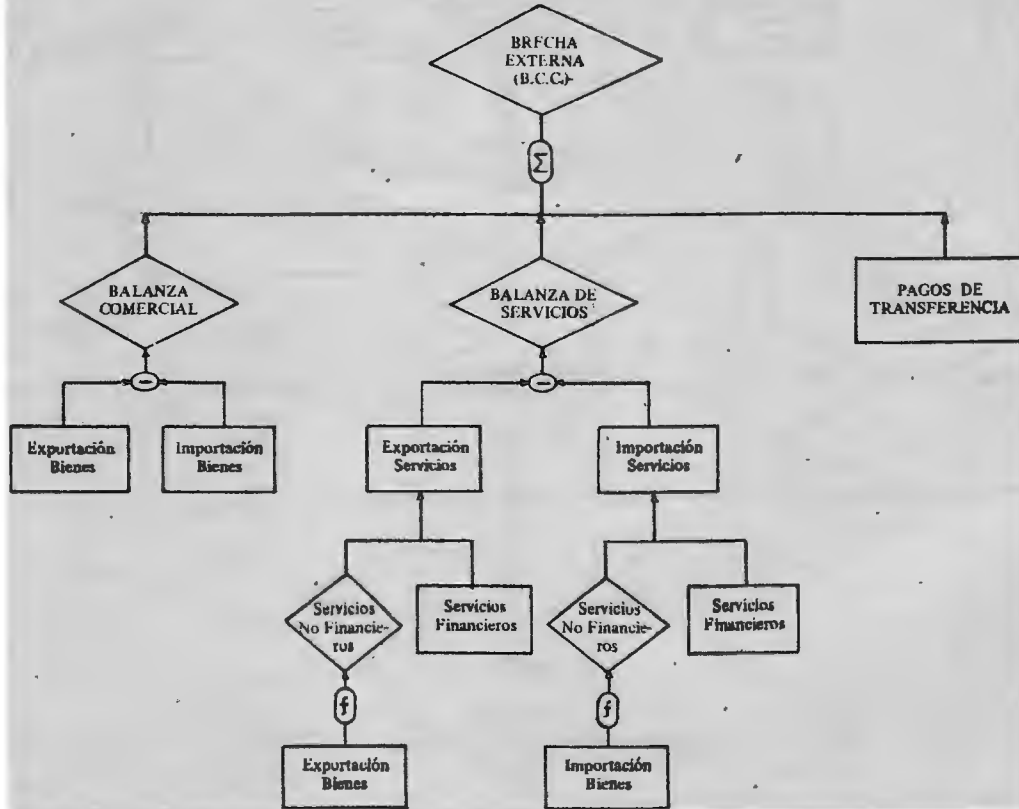 BRECHA
EXTERNA
(B.C.C.)-
Σ
BALANZA
COMERCIAL
BALANZA DE
SERVICIOS
PAGOS DE
TRANSFERENCIA
−
−
Exportación
Bienes
Importación
Bienes
Exportación
Servicios
Importación
Servicios
Servicios
No Financie-
ros
Servicios
Financieros
Servicios
No Financie-
ros
Servicios
Financieros
f
f
Exportación
Bienes
Importación
Bienes